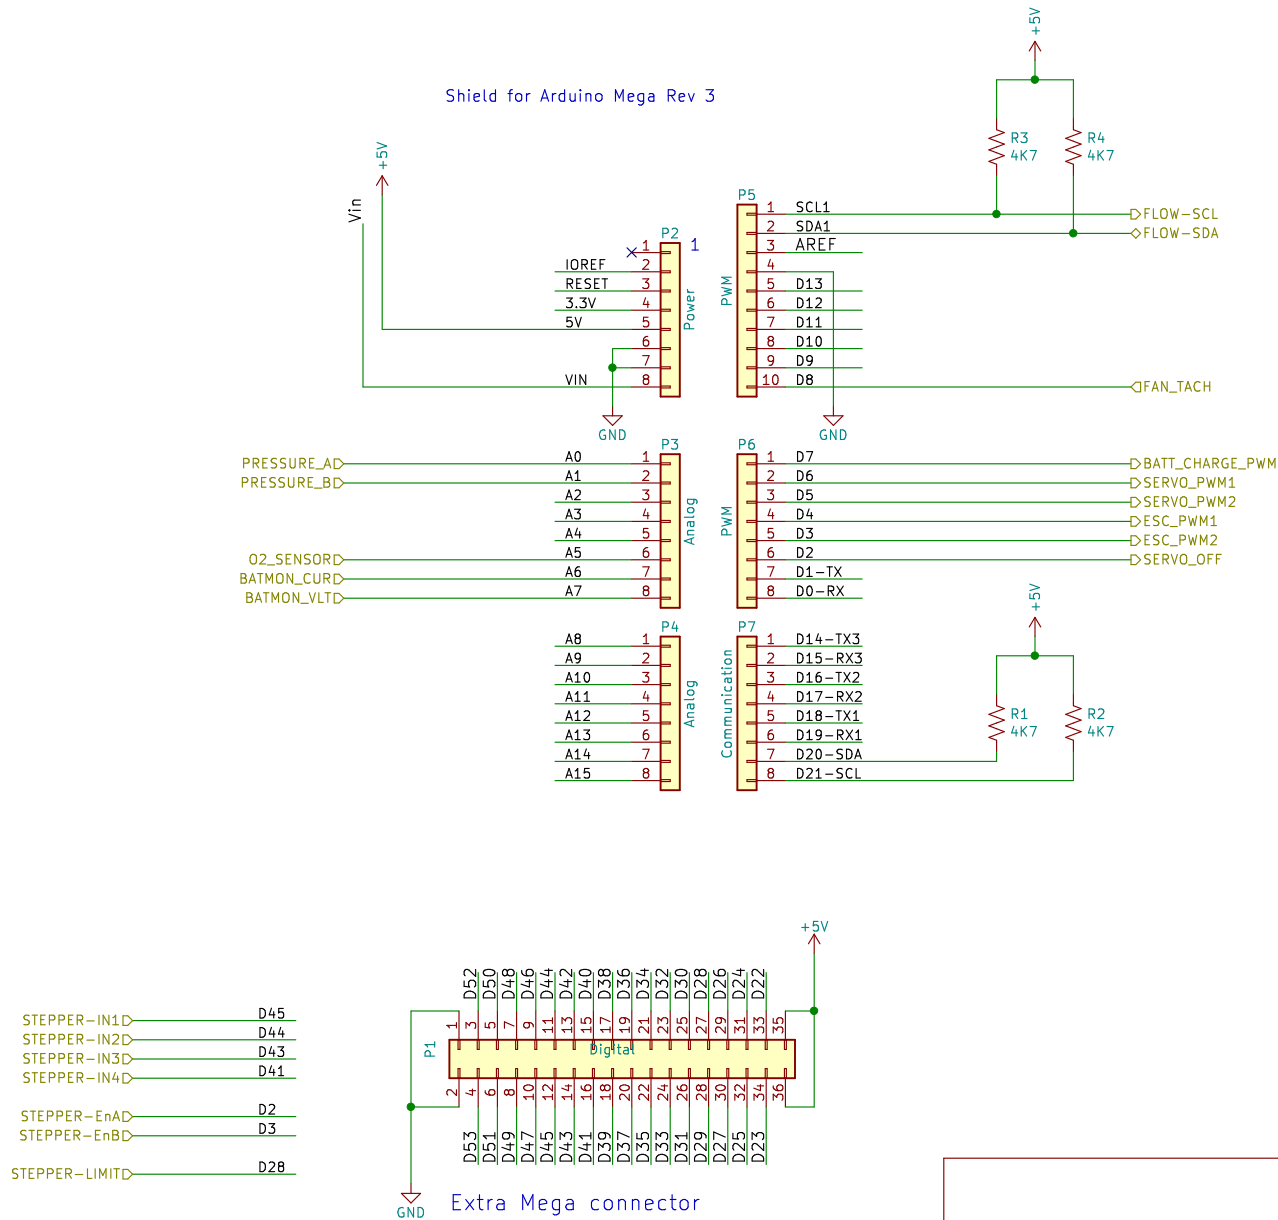 +5V
Shield for Arduino Mega Rev 3
R3
4K7
R4
4K7
+5V
Vin
P5
PWM
1 SCL1
2 SDA1
3 AREF
4
5 D13
6 D12
7 D11
8 D10
9 D9
10 D8
FLOW-SCL
FLOW-SDA
FAN_TACH
GND
P2
1
Power
1
IOREF 2
RESET 3
3.3V 4
5V 5
6
7
VIN 8
GND
P3
Analog
PRESSURE_A A0 1
PRESSURE_B A1 2
A2 3
A3 4
A4 5
O2_SENSOR A5 6
BATMON_CUR A6 7
BATMON_VLT A7 8
P6
PWM
1 D7 BATT_CHARGE_PWM
2 D6 SERVO_PWM1
3 D5 SERVO_PWM2
4 D4 ESC_PWM1
5 D3 ESC_PWM2
6 D2 SERVO_OFF
7 D1-TX
8 D0-RX
P4
Analog
A8 1
A9 2
A10 3
A11 4
A12 5
A13 6
A14 7
A15 8
P7
Communication
1 D14-TX3
2 D15-RX3
3 D16-TX2
4 D17-RX2
5 D18-TX1
6 D19-RX1
7 D20-SDA
8 D21-SCL
+5V
R1
4K7
R2
4K7
+5V
D52 D50 D48 D46 D44 D42 D40 D38 D36 D34 D32 D30 D28 D26 D24 D22
1 3 5 7 9 11 13 15 17 19 21 23 25 27 29 31 33 35
P1
Digital
2 4 6 8 10 12 14 16 18 20 22 24 26 28 30 32 34 36
D53 D51 D49 D47 D45 D43 D41 D39 D37 D35 D33 D31 D29 D27 D25 D23
GND
Extra Mega connector
STEPPER-IN1 D45
STEPPER-IN2 D44
STEPPER-IN3 D43
STEPPER-IN4 D41
STEPPER-EnA D2
STEPPER-EnB D3
STEPPER-LIMIT D28